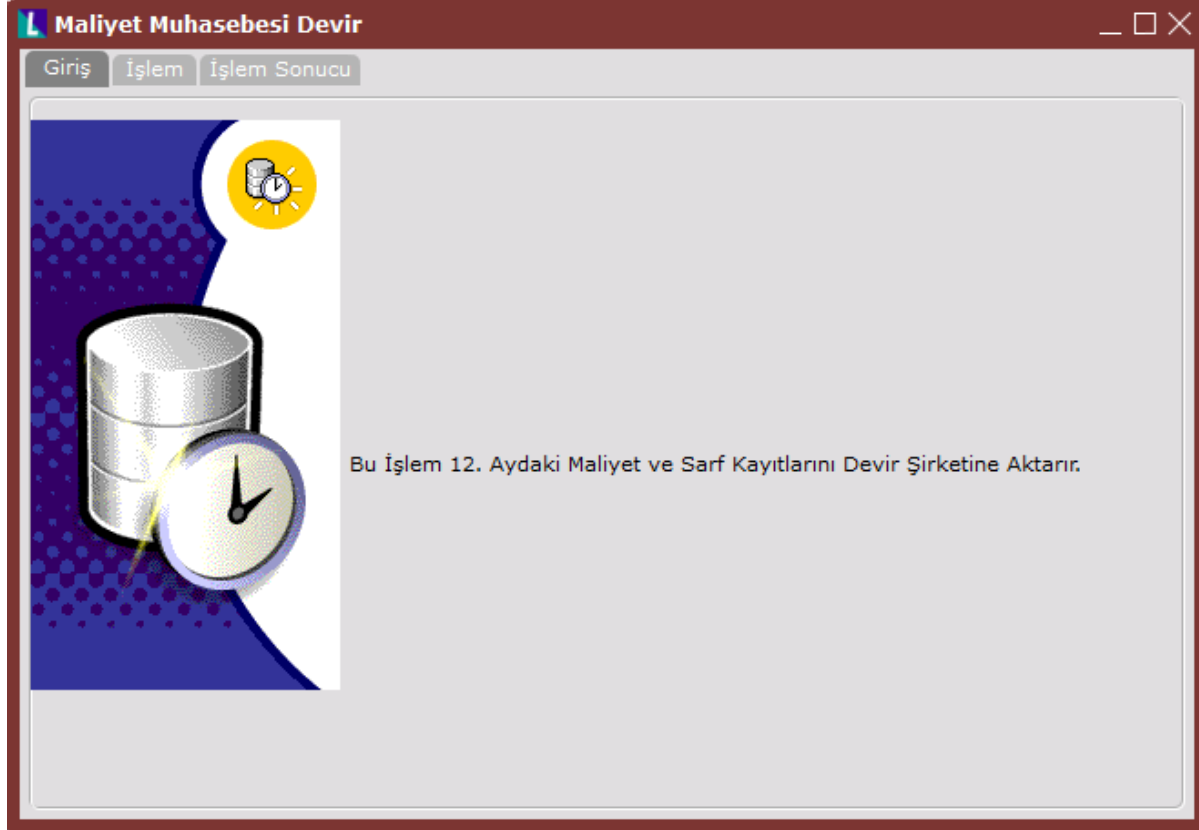 Maliyet Muhasebesi Devir
Giriş İşlem İşlem Sonucu
Bu İşlem 12. Aydaki Maliyet ve Sarf Kayıtlarını Devir Şirketine Aktarır.